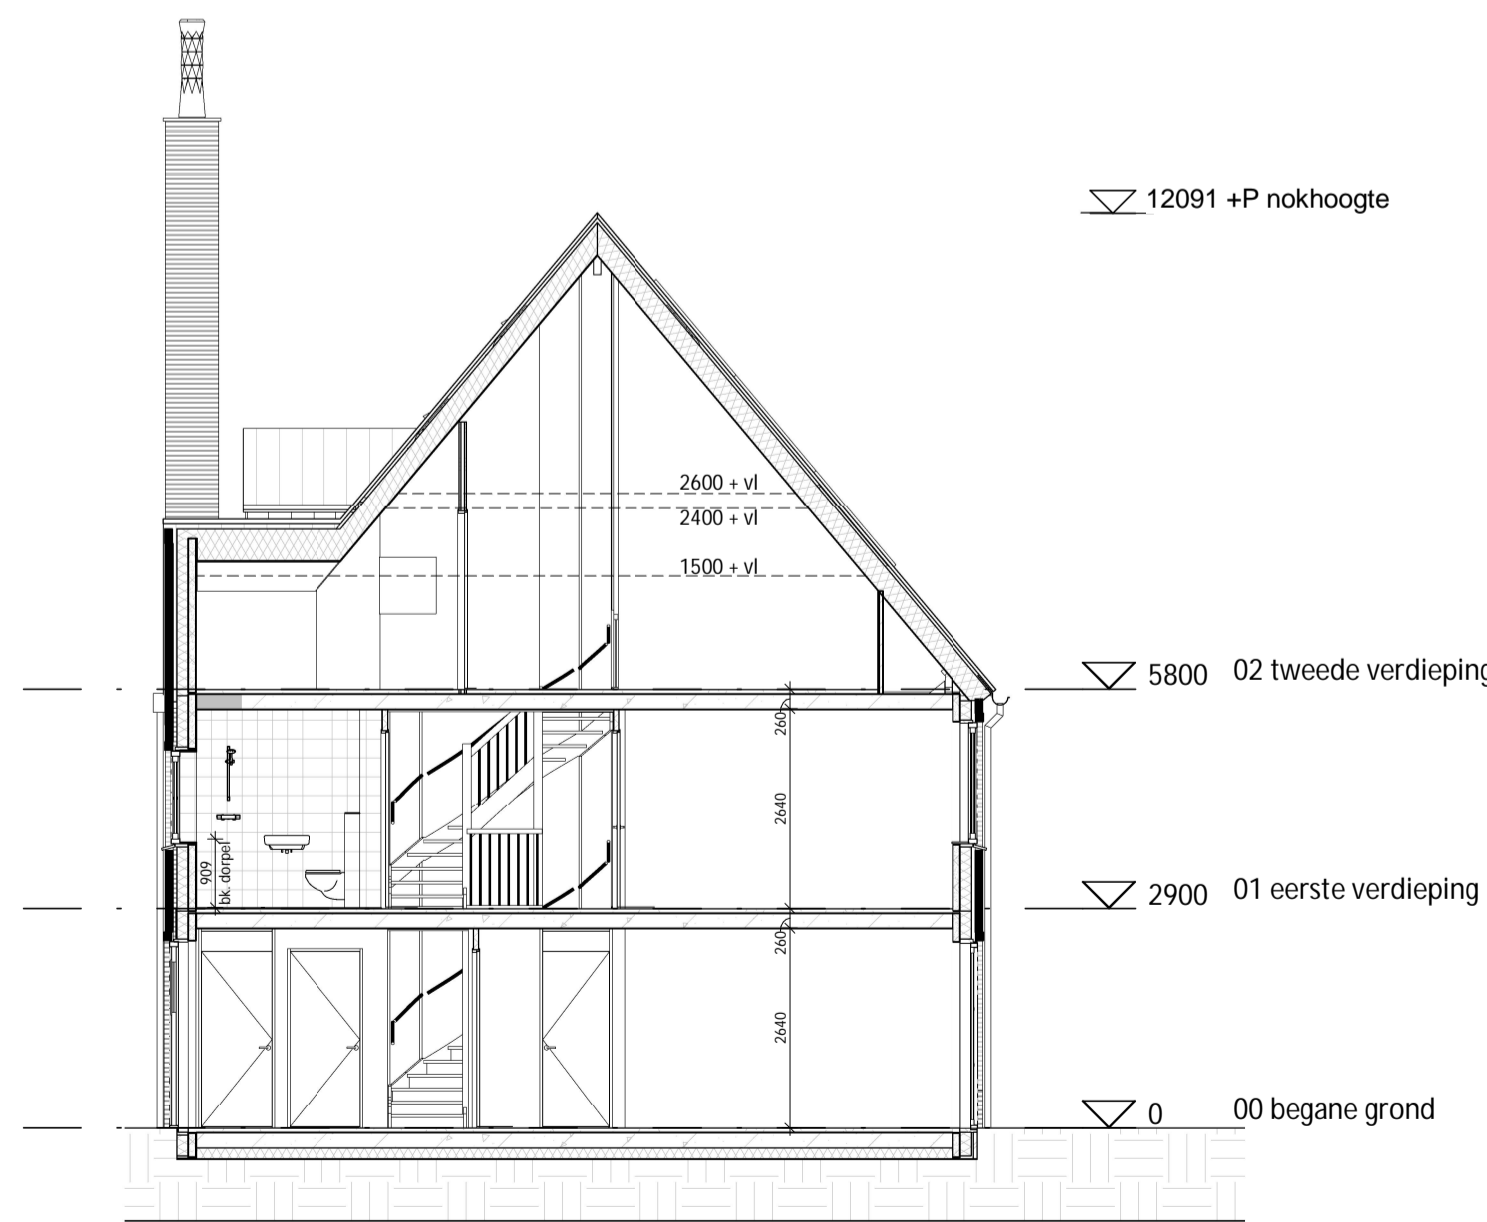 12091 +P nokhoogte
2600 + vl
2400 + vl
1500 + vl
5800 02 tweede verdieping
260
2640
909
bk. dorpel
2900 01 eerste verdieping
260
2640
0 00 begane grond